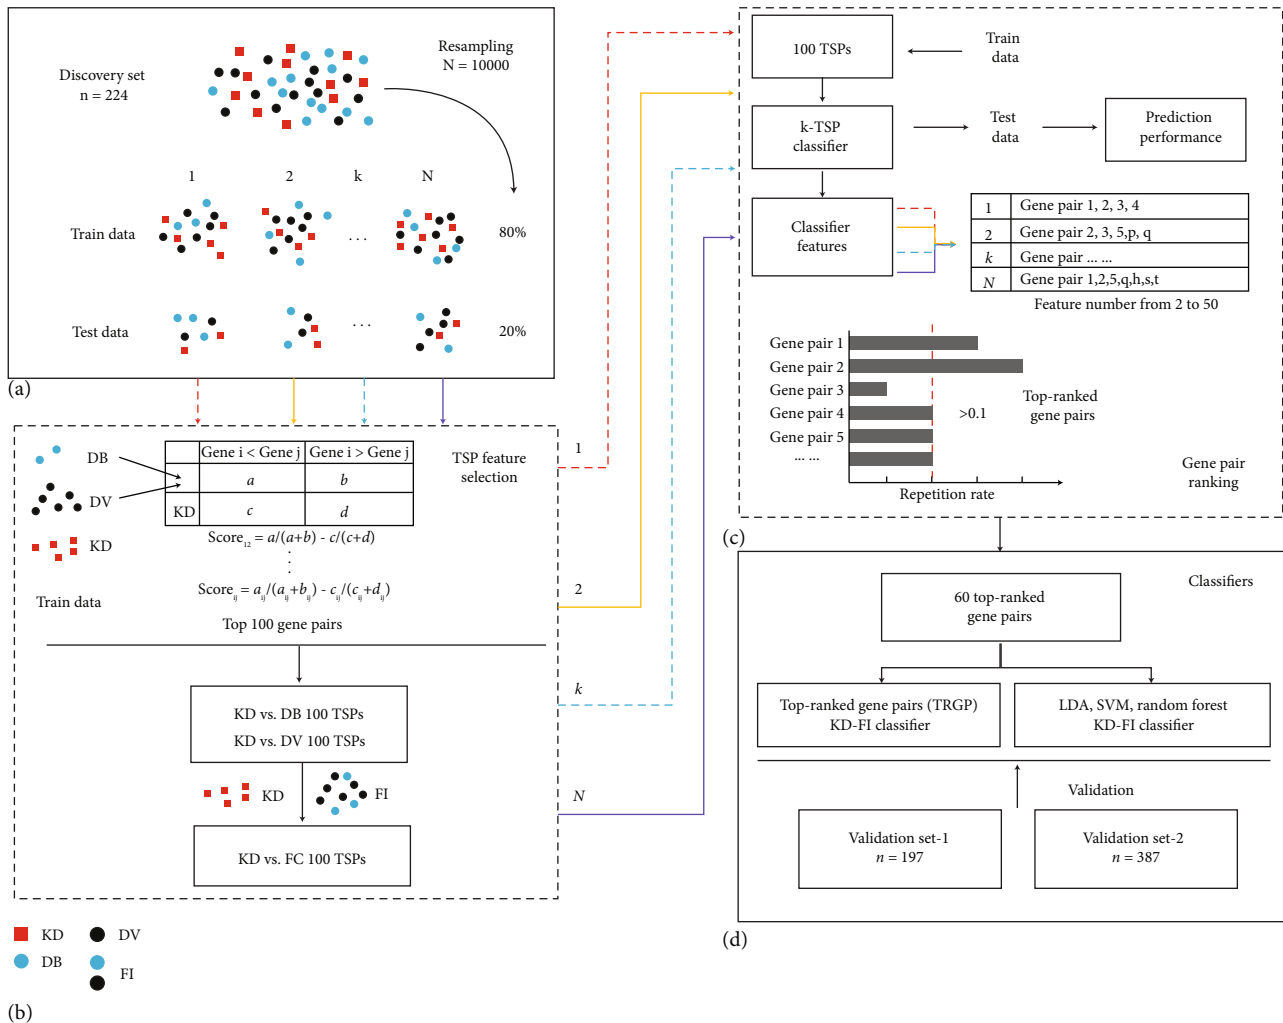 Discovery set
n = 224
Resampling
N = 10000
1 2 k N
Train data
. . .
80%
Test data
. . .
20%
(a)
DB
DV
KD
Train data
Gene i < Gene j Gene i > Gene j
a b
KD c d
TSP feature
selection
Score12 = a/(a+b) - c/(c+d)
.
.
.
Scoreij = aij/(aij+bij) - cij/(cij+dij)
Top 100 gene pairs
KD vs. DB 100 TSPs
KD vs. DV 100 TSPs
KD
FI
KD vs. FC 100 TSPs
1
2
k
N
KD
DV
DB
FI
(b)
100 TSPs
Train
data
k-TSP
classifier
Test
data
Prediction
performance
Classifier
features
1 Gene pair 1, 2, 3, 4
2 Gene pair 2, 3, 5,p, q
k Gene pair ... ...
N Gene pair 1,2,5,q,h,s,t
Feature number from 2 to 50
Gene pair 1
Gene pair 2
Gene pair 3
Gene pair 4
Gene pair 5
... ...
>0.1
Top-ranked
gene pairs
Repetition rate
Gene pair
ranking
(c)
Classifiers
60 top-ranked
gene pairs
Top-ranked gene pairs (TRGP)
KD-FI classifier
LDA, SVM, random forest
KD-FI classifier
Validation
Validation set-1
n = 197
Validation set-2
n = 387
(d)